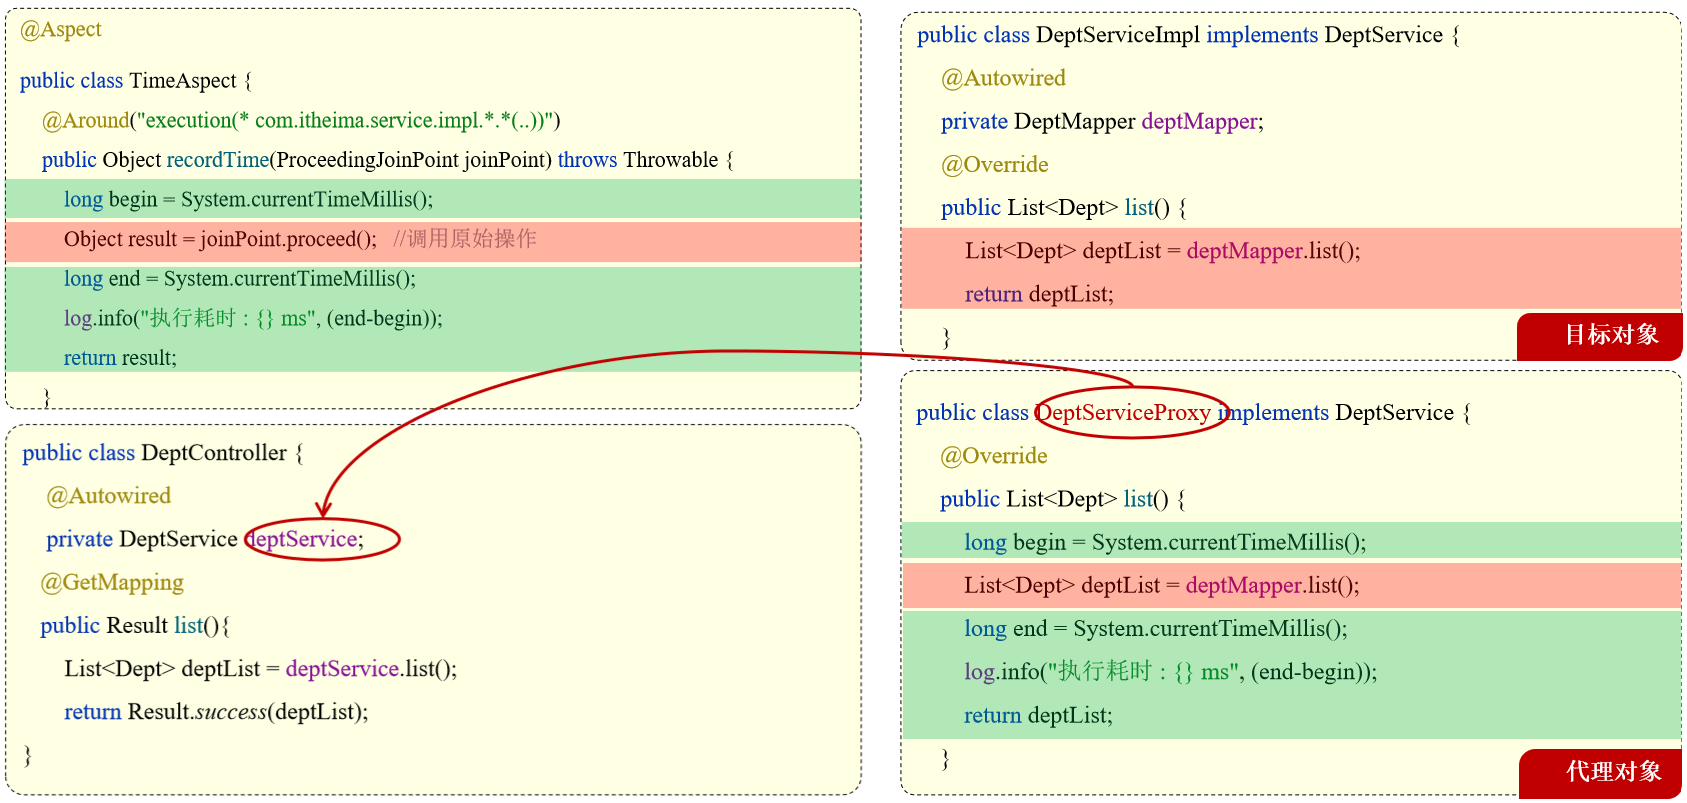 @Aspect
public class TimeAspect {
@Around("execution(* com.itheima.service.impl.*.*(..))")
public Object recordTime(ProceedingJoinPoint joinPoint) throws Throwable {
long begin = System.currentTimeMillis();
Object result = joinPoint.proceed();   //调用原始操作
long end = System.currentTimeMillis();
log.info("执行耗时 : {} ms", (end-begin));
return result;
}
public class DeptController {
@Autowired
private DeptService deptService;
@GetMapping
public Result list(){
List<Dept> deptList = deptService.list();
return Result.success(deptList);
}
public class DeptServiceImpl implements DeptService {
@Autowired
private DeptMapper deptMapper;
@Override
public List<Dept> list() {
List<Dept> deptList = deptMapper.list();
return deptList;
}
目标对象
public class DeptServiceProxy implements DeptService {
@Override
public List<Dept> list() {
long begin = System.currentTimeMillis();
List<Dept> deptList = deptMapper.list();
long end = System.currentTimeMillis();
log.info("执行耗时 : {} ms", (end-begin));
return deptList;
}
代理对象